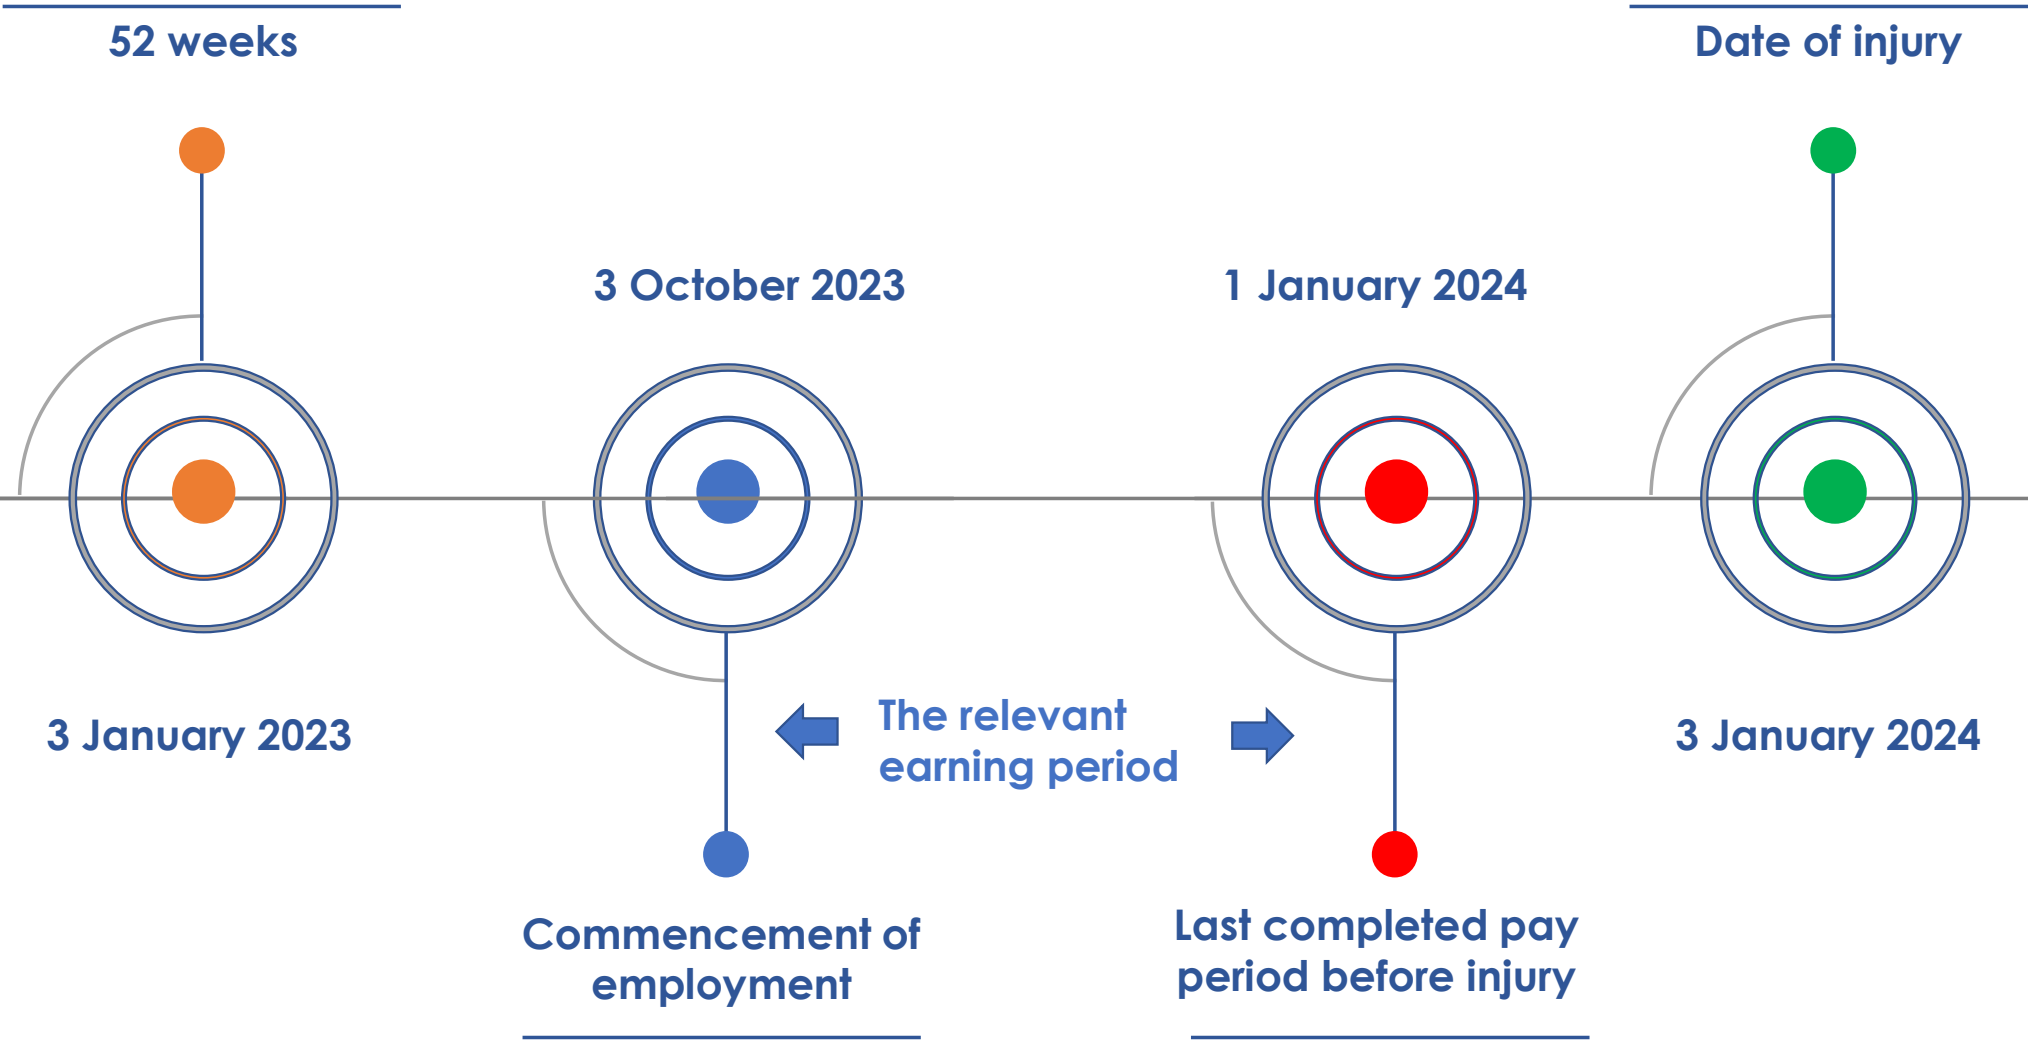 52 weeks
Date of injury
3 October 2023
1 January 2024
3 January 2023
The relevant
earning period
3 January 2024
Commencement of
employment
Last completed pay
period before injury